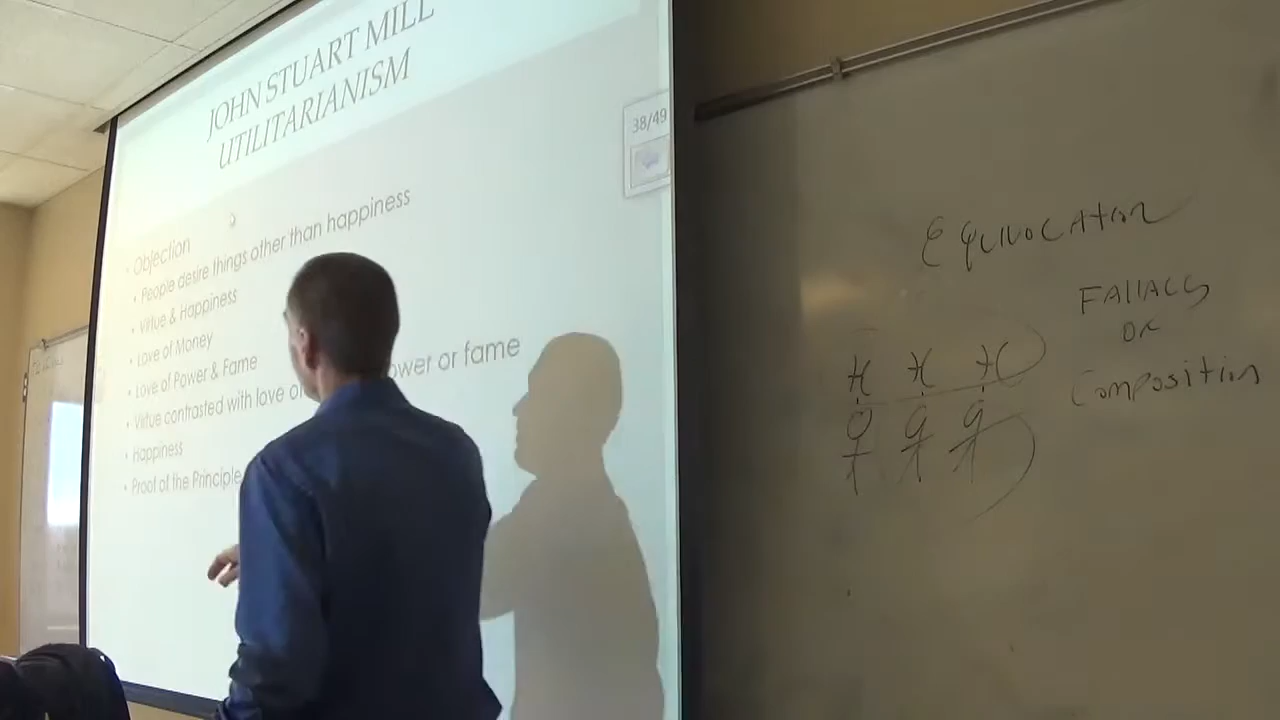 JOHN STUART MILL
UTILITARIANISM
38/49
• Objection
• People desire things other than happiness
• Virtue & Happiness
• Love of Money
• Love of Power & Fame
• Virtue contrasted with love of power or fame
• Happiness
• Proof of the Principle
EQUIVOCATION
FALLACY
OF
COMPOSITION
H H H